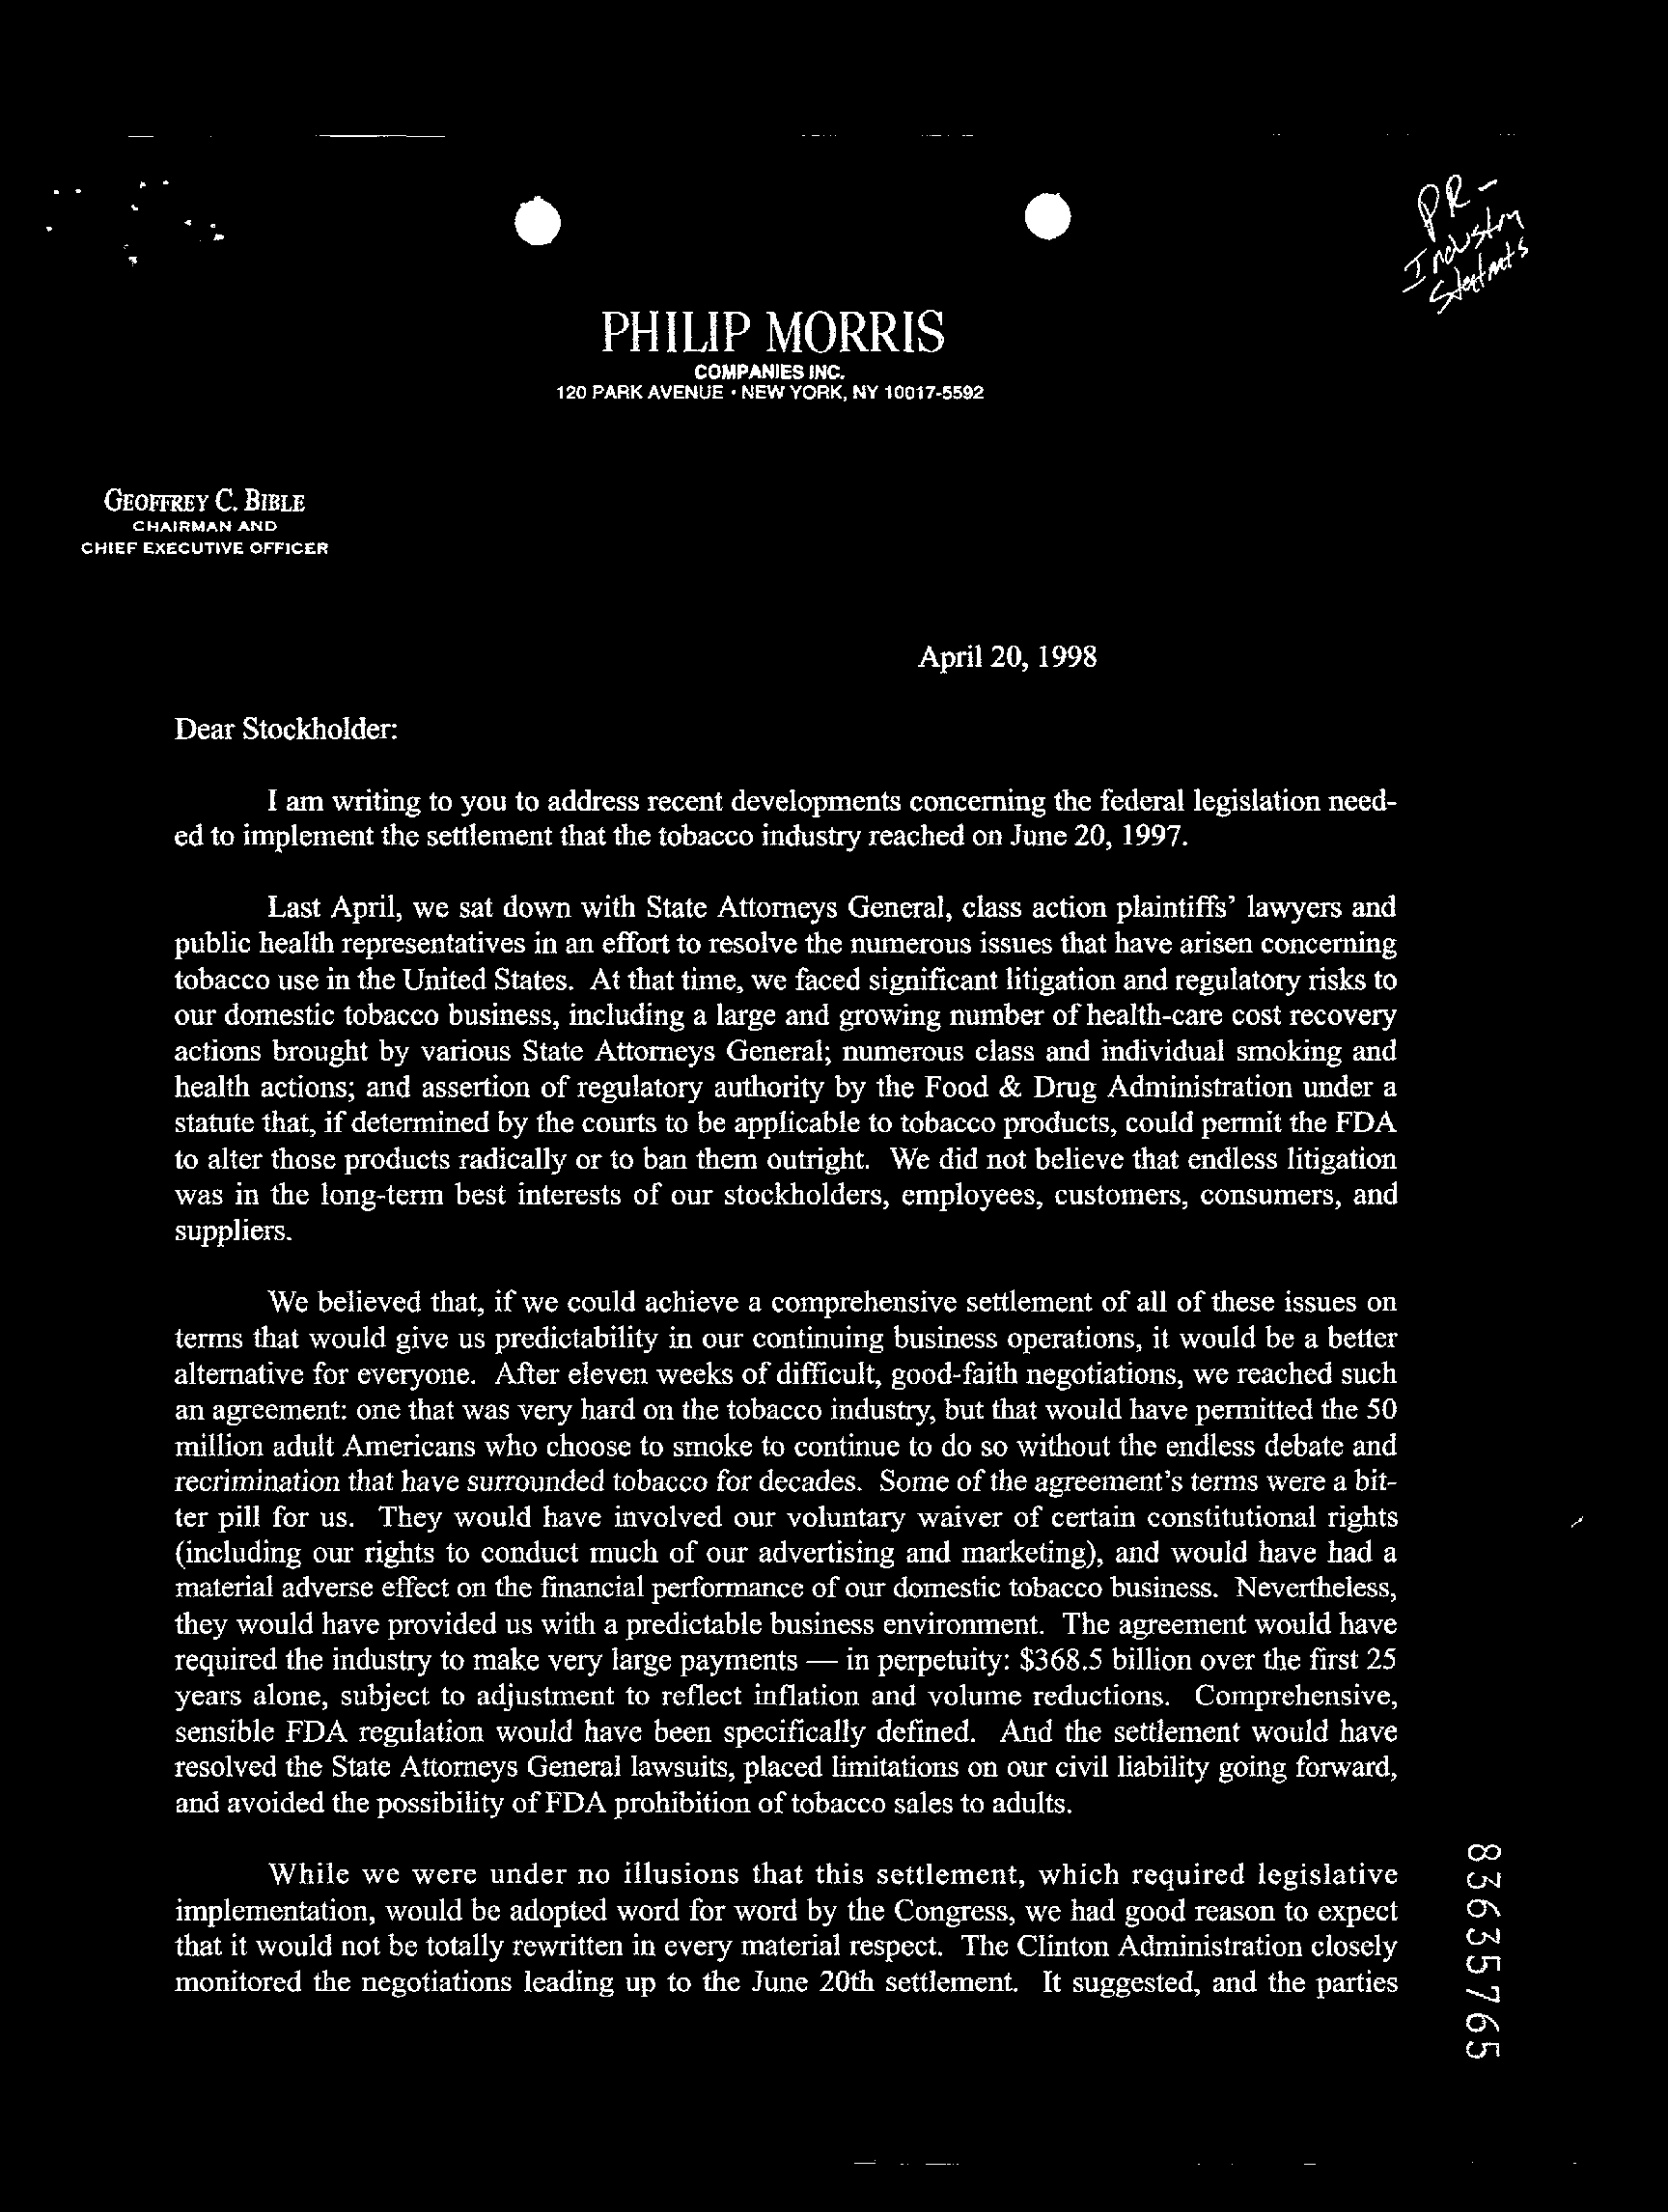 PR -
Industry
Statmts
PHILIP MORRIS
COMPANIES INC.
120 PARK AVENUE • NEW YORK, NY 10017-5592
GEOFFREY C. BIBLE
CHAIRMAN AND
CHIEF EXECUTIVE OFFICER
April 20, 1998
Dear Stockholder:
I am writing to you to address recent developments concerning the federal legislation need-
ed to implement the settlement that the tobacco industry reached on June 20, 1997.
Last April, we sat down with State Attorneys General, class action plaintiffs' lawyers and
public health representatives in an effort to resolve the numerous issues that have arisen concerning
tobacco use in the United States. At that time, we faced significant litigation and regulatory risks to
our domestic tobacco business, including a large and growing number of health-care cost recovery
actions brought by various State Attorneys General; numerous class and individual smoking and
health actions; and assertion of regulatory authority by the Food & Drug Administration under a
statute that, if determined by the courts to be applicable to tobacco products, could permit the FDA
to alter those products radically or to ban them outright. We did not believe that endless litigation
was in the long-term best interests of our stockholders, employees, customers, consumers, and
suppliers.
We believed that, if we could achieve a comprehensive settlement of all of these issues on
terms that would give us predictability in our continuing business operations, it would be a better
alternative for everyone. After eleven weeks of difficult, good-faith negotiations, we reached such
an agreement: one that was very hard on the tobacco industry, but that would have permitted the 50
million adult Americans who choose to smoke to continue to do so without the endless debate and
recrimination that have surrounded tobacco for decades. Some of the agreement's terms were a bit-
ter pill for us. They would have involved our voluntary waiver of certain constitutional rights
(including our rights to conduct much of our advertising and marketing), and would have had a
material adverse effect on the financial performance of our domestic tobacco business. Nevertheless,
they would have provided us with a predictable business environment. The agreement would have
required the industry to make very large payments — in perpetuity: $368.5 billion over the first 25
years alone, subject to adjustment to reflect inflation and volume reductions. Comprehensive,
sensible FDA regulation would have been specifically defined. And the settlement would have
resolved the State Attorneys General lawsuits, placed limitations on our civil liability going forward,
and avoided the possibility of FDA prohibition of tobacco sales to adults.
While we were under no illusions that this settlement, which required legislative
implementation, would be adopted word for word by the Congress, we had good reason to expect
that it would not be totally rewritten in every material respect. The Clinton Administration closely
monitored the negotiations leading up to the June 20th settlement. It suggested, and the parties
83635765